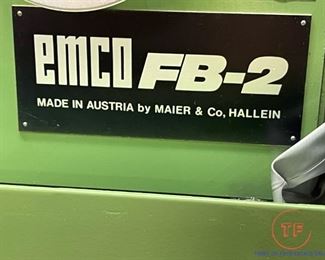 emco FB-2
MADE IN AUSTRIA by MAIER & Co, HALLEIN
TF